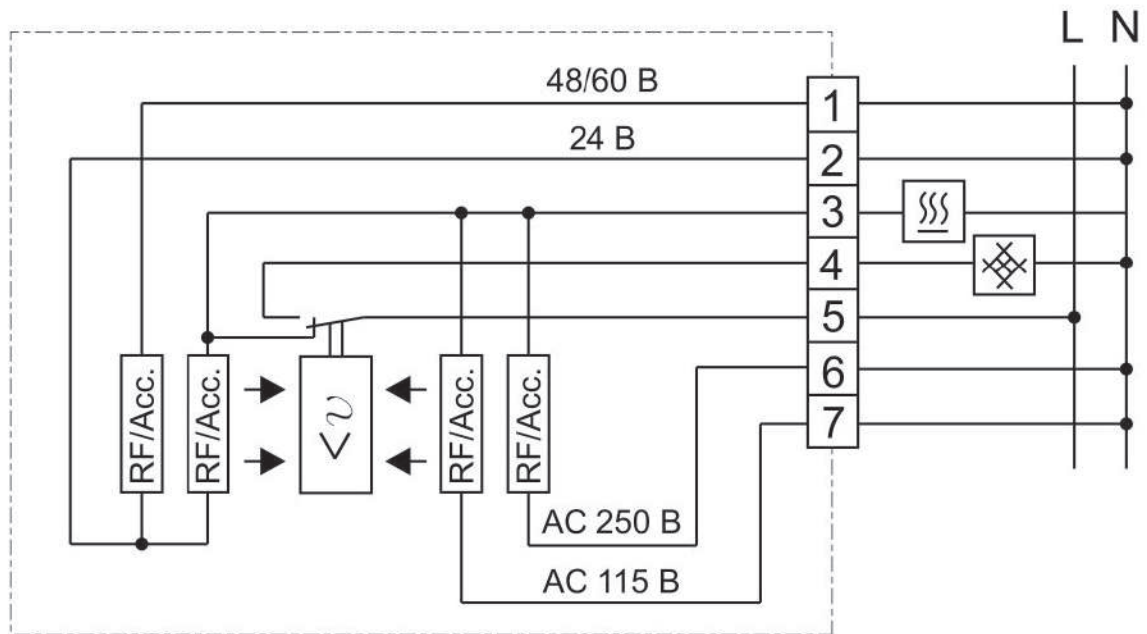 L N
48/60 В
1
24 В
2
3
4
5
6
7
RF/Acc.
RF/Acc.
<υ
RF/Acc.
RF/Acc.
AC 250 В
AC 115 В